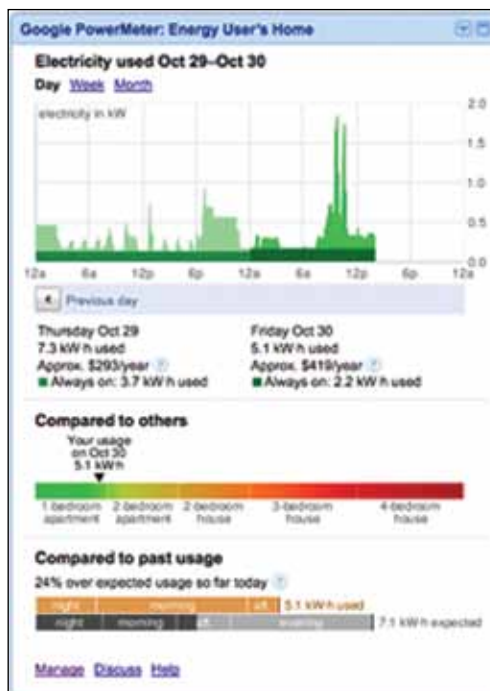 Google PowerMeter: Energy User's Home
Electricity used Oct 29–Oct 30
Day Week Month
electricity in kW
2.0
1.5
1.0
0.5
0.0
12a 6a 12p 6p 12a 6a 12p 6p 12a
Previous day
Thursday Oct 29
7.3 kW h used
Approx. $293/year ?
Always on: 3.7 kW h used
Friday Oct 30
5.1 kW h used
Approx. $419/year ?
Always on: 2.2 kW h used
Compared to others
Your usage
on Oct 30
5.1 kW h
1-bedroom apartment
2-bedroom apartment
2-bedroom house
3-bedroom house
4-bedroom house
Compared to past usage
24% over expected usage so far today ?
night morning aft. 5.1 kW h used
night morning aft. evening 7.1 kW h expected
Manage Discuss Help